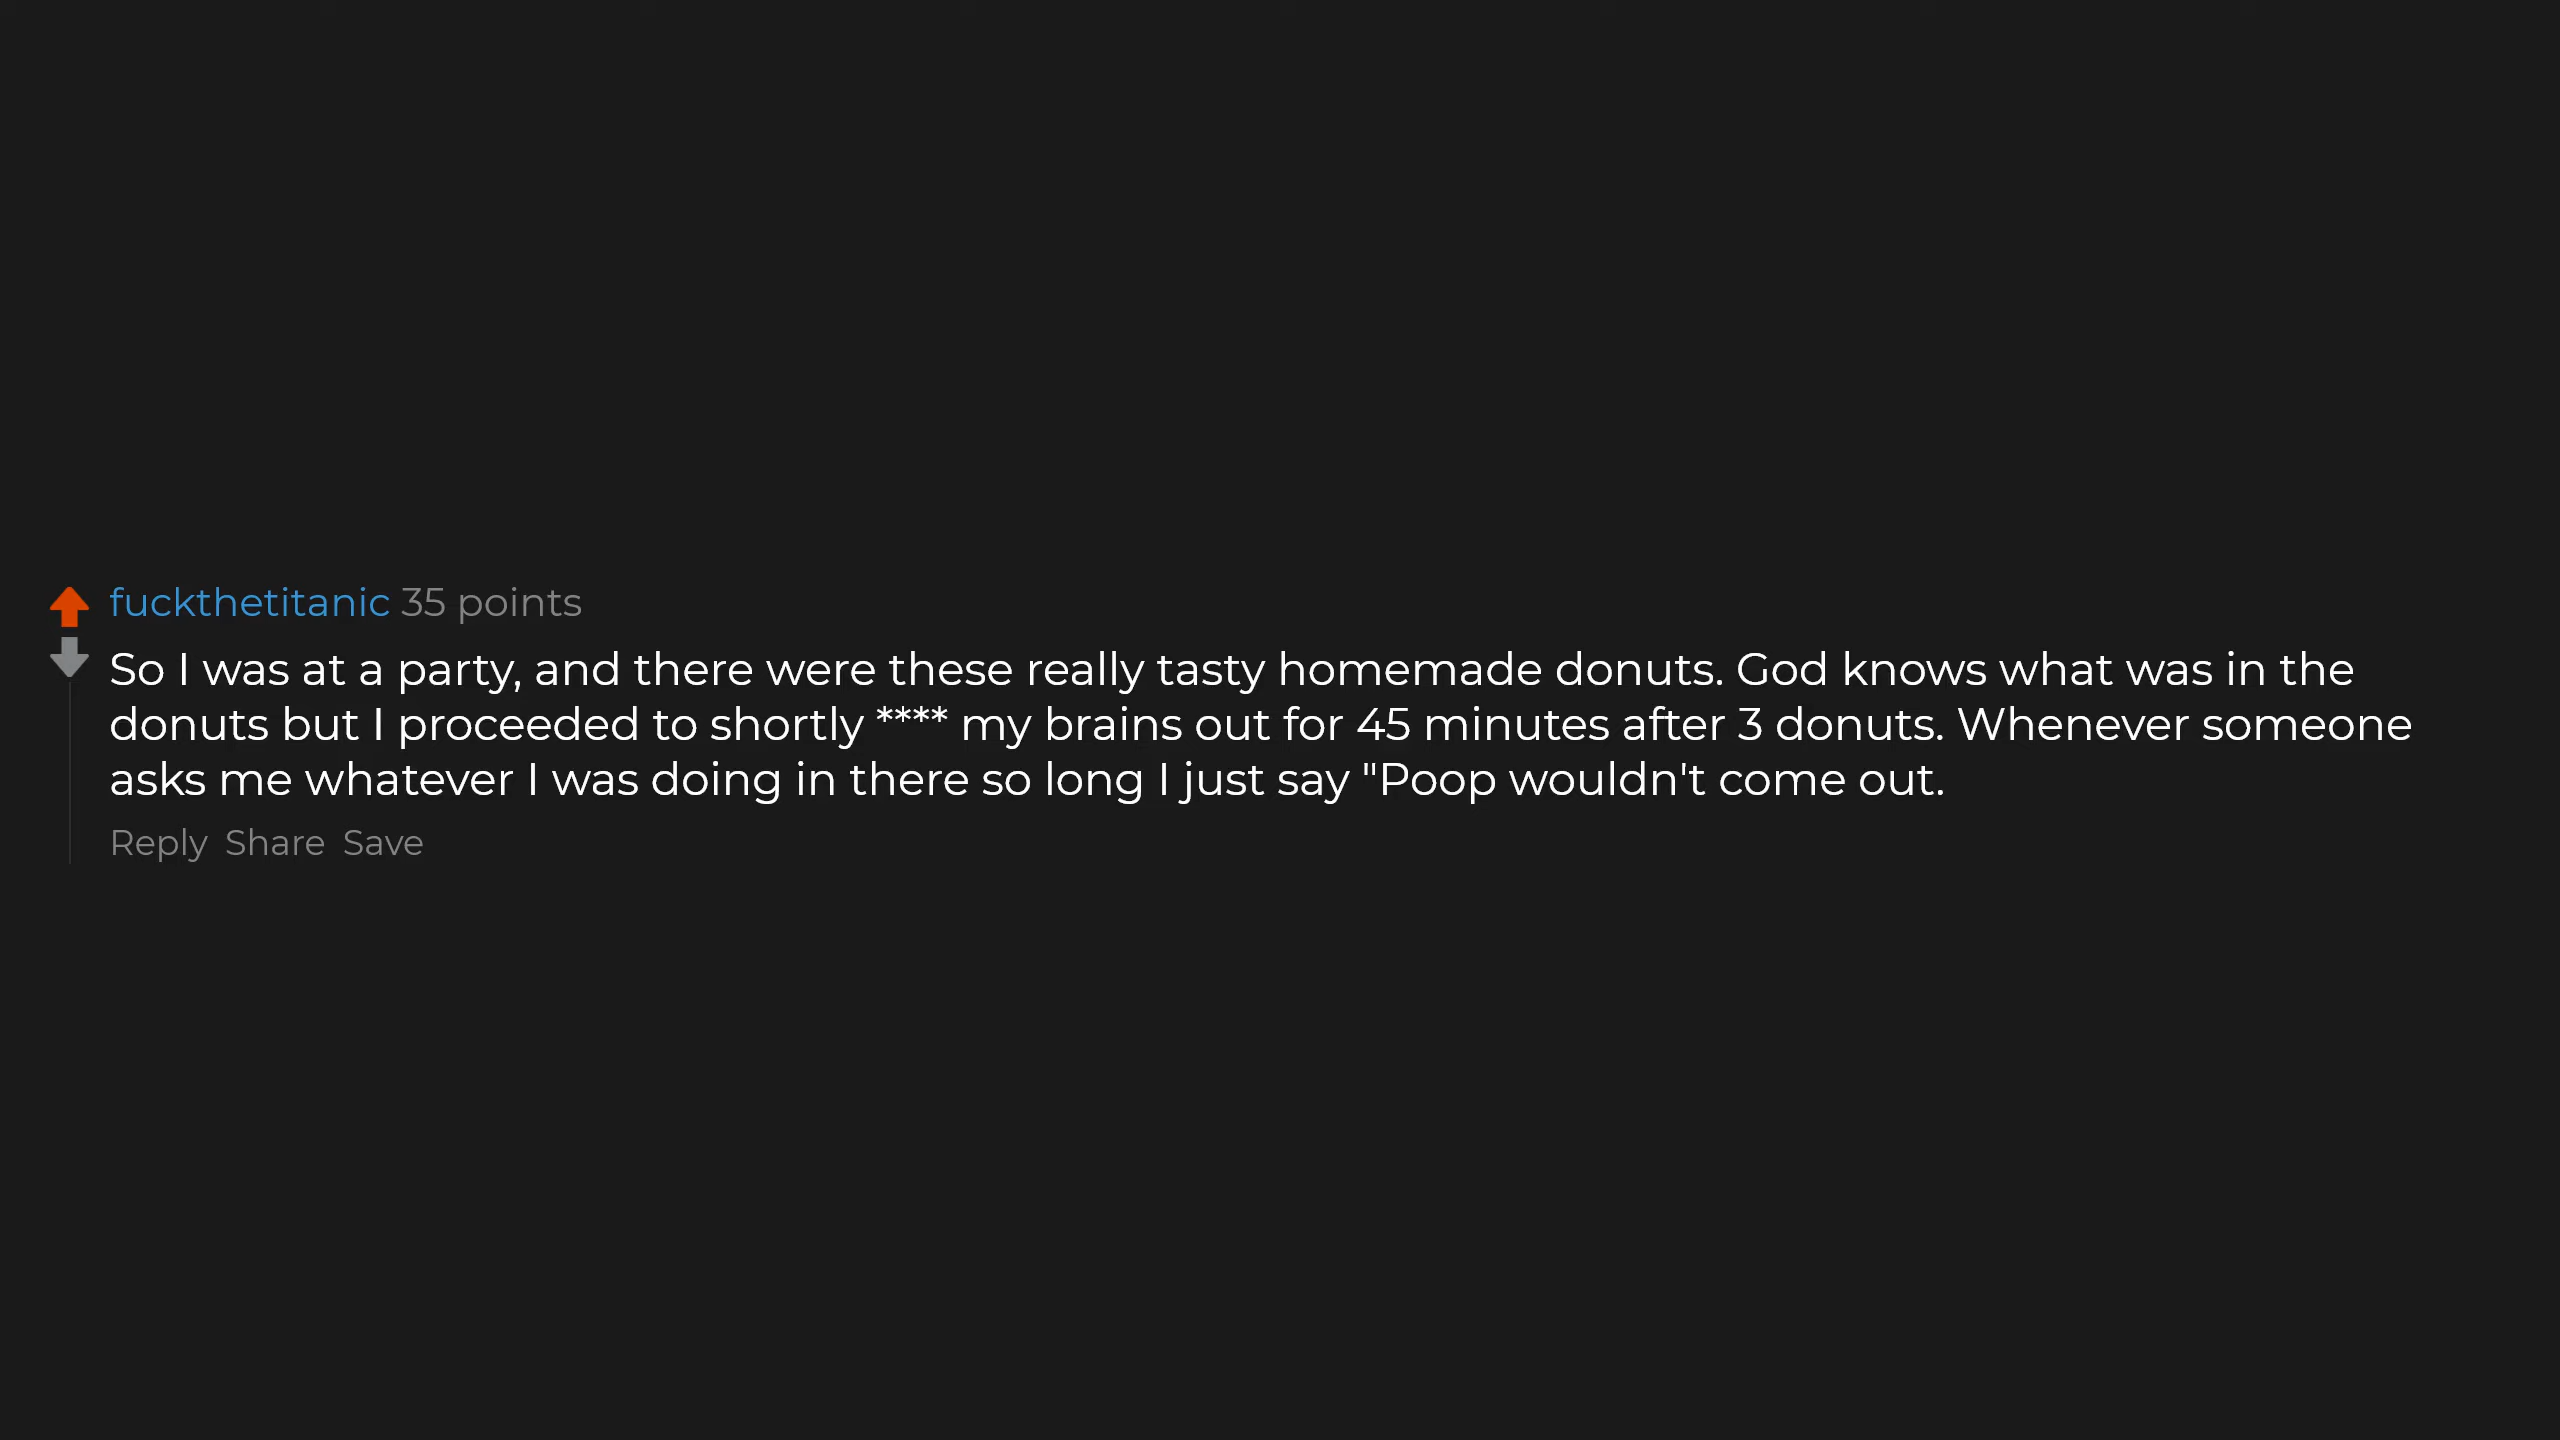 fuckthetitanic 35 points
So I was at a party, and there were these really tasty homemade donuts. God knows what was in the
donuts but I proceeded to shortly **** my brains out for 45 minutes after 3 donuts. Whenever someone
asks me whatever I was doing in there so long I just say "Poop wouldn't come out.
Reply Share Save